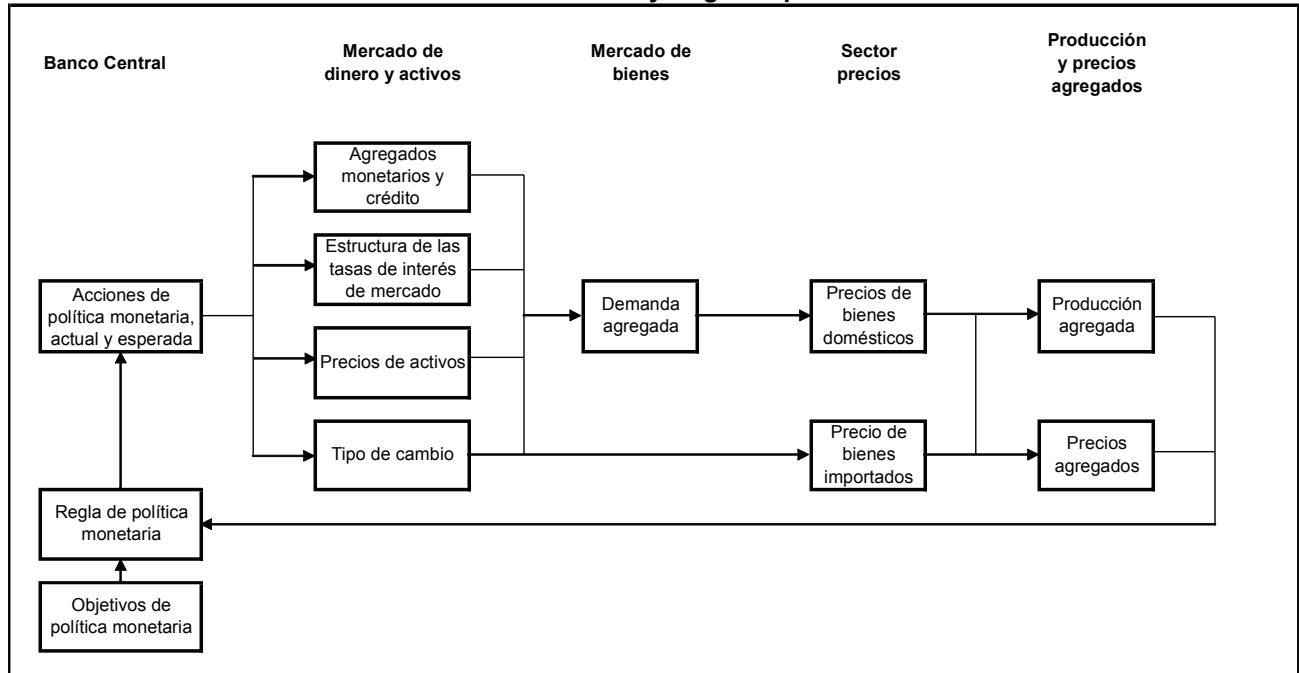 Banco Central
Mercado de
dinero y activos
Mercado de
bienes
Sector
precios
Producción
y precios
agregados
Agregados
monetarios y
crédito
Estructura de las
tasas de interés
de mercado
Acciones de
política monetaria,
actual y esperada
Demanda
agregada
Precios de
bienes
domésticos
Producción
agregada
Precios de activos
Tipo de cambio
Precio de
bienes
importados
Precios
agregados
Regla de política
monetaria
Objetivos de
política monetaria